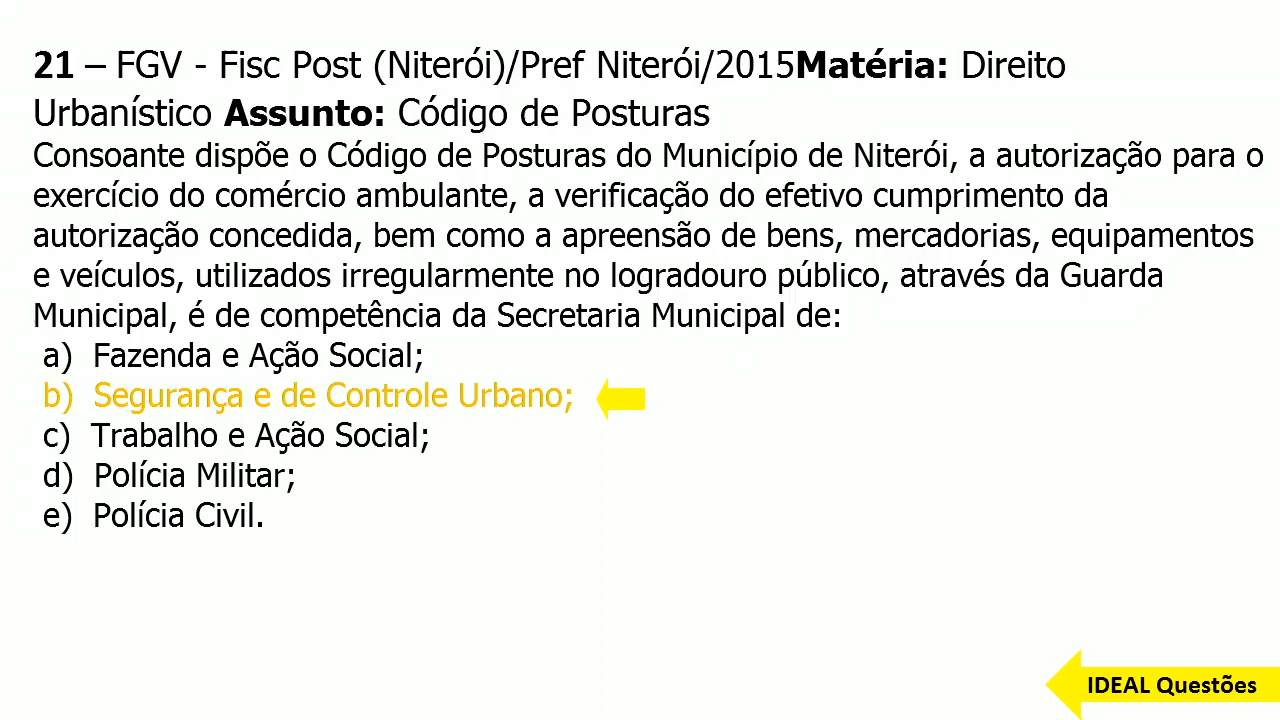 21 – FGV - Fisc Post (Niterói)/Pref Niterói/2015Matéria: Direito
Urbanístico Assunto: Código de Posturas
Consoante dispõe o Código de Posturas do Município de Niterói, a autorização para o
exercício do comércio ambulante, a verificação do efetivo cumprimento da
autorização concedida, bem como a apreensão de bens, mercadorias, equipamentos
e veículos, utilizados irregularmente no logradouro público, através da Guarda
Municipal, é de competência da Secretaria Municipal de:
a) Fazenda e Ação Social;
b) Segurança e de Controle Urbano;
c) Trabalho e Ação Social;
d) Polícia Militar;
e) Polícia Civil.
IDEAL Questões